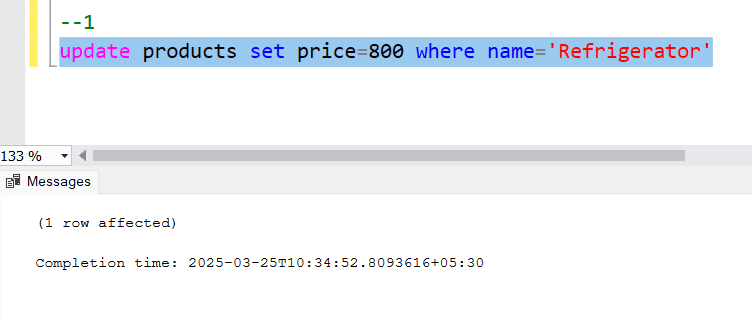 --1
update products set price=800 where name='Refrigerator'
133 %
Messages
(1 row affected)
Completion time: 2025-03-25T10:34:52.8093616+05:30